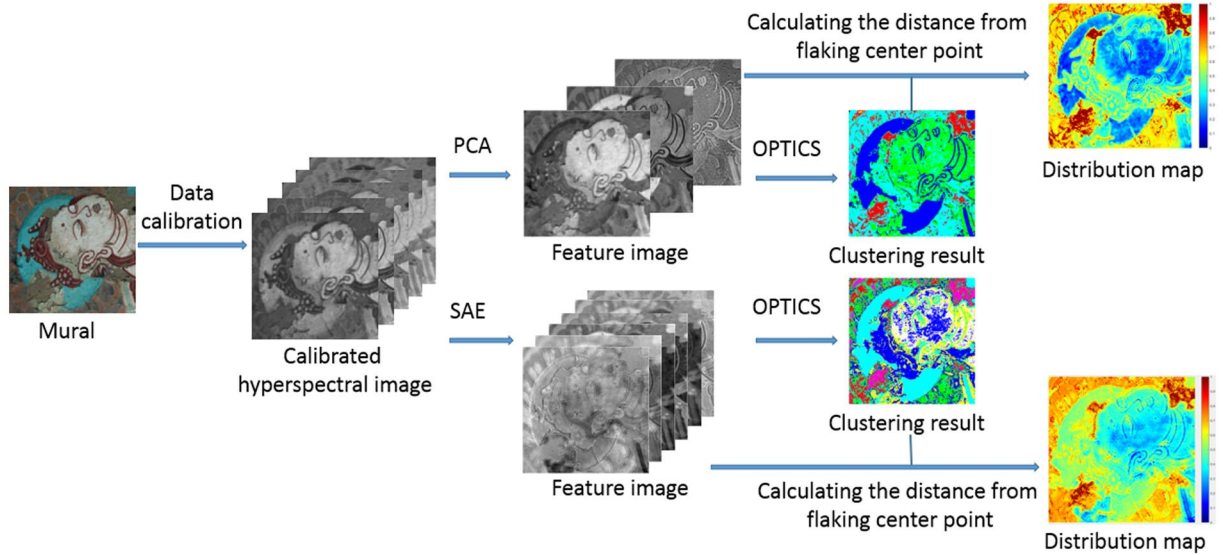 Calculating the distance from
flaking center point
Distribution map
PCA
OPTICS
Feature image
Clustering result
Data
calibration
Mural
Calibrated
hyperspectral image
SAE
OPTICS
Feature image
Clustering result
Calculating the distance from
flaking center point
Distribution map